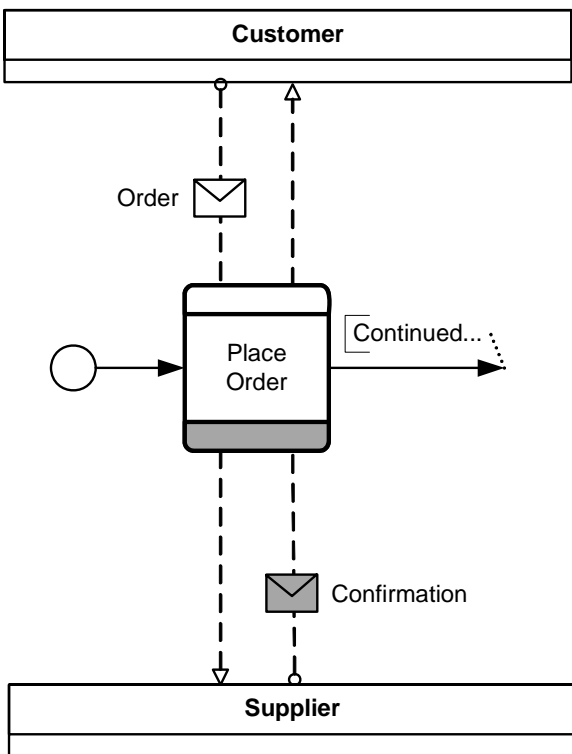 Customer
Order
Continued...
Place
Order
Confirmation
Supplier